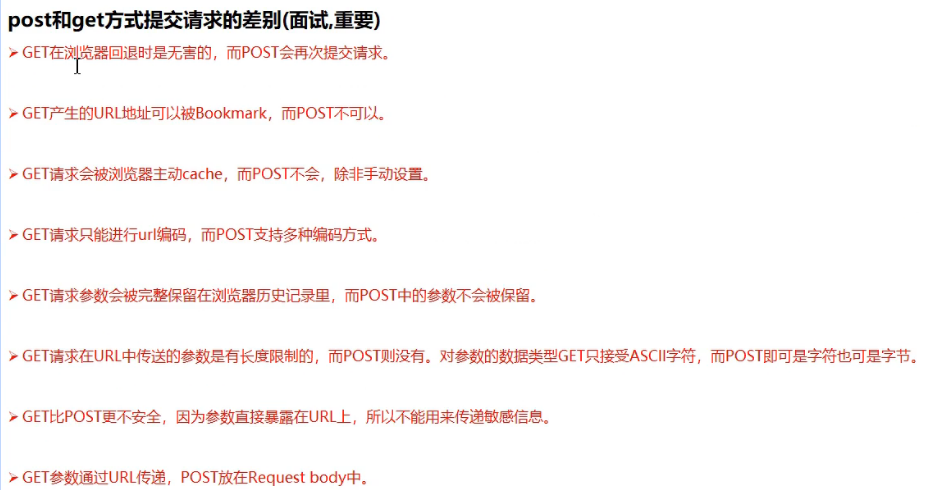 post和get方式提交请求的差别(面试,重要)
➢ GET在浏览器回退时是无害的，而POST会再次提交请求。
➢ GET产生的URL地址可以被Bookmark，而POST不可以。
➢ GET请求会被浏览器主动cache，而POST不会，除非手动设置。
➢ GET请求只能进行url编码，而POST支持多种编码方式。
➢ GET请求参数会被完整保留在浏览器历史记录里，而POST中的参数不会被保留。
➢ GET请求在URL中传送的参数是有长度限制的，而POST则没有。对参数的数据类型GET只接受ASCII字符，而POST即可是字符也可是字节。
➢ GET比POST更不安全，因为参数直接暴露在URL上，所以不能用来传递敏感信息。
➢ GET参数通过URL传递，POST放在Request body中。